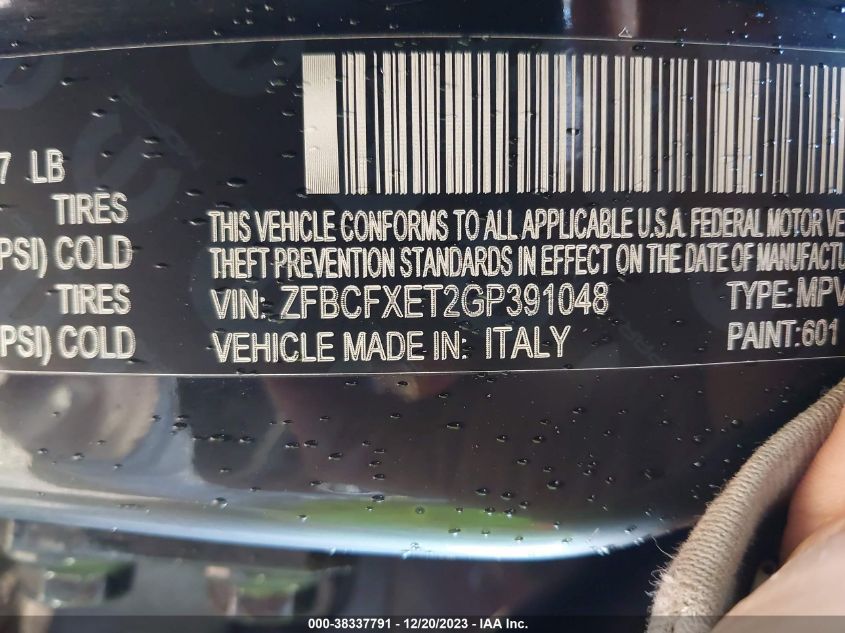 7 LB
TIRES
PSI) COLD
TIRES
PSI) COLD
THIS VEHICLE CONFORMS TO ALL APPLICABLE U.S.A. FEDERAL MOTOR VE
THEFT PREVENTION STANDARDS IN EFFECT ON THE DATE OF MANUFACTU
VIN: ZFBCFXET2GP391048 TYPE:MPV
VEHICLE MADE IN: ITALY PAINT:601
000-38337791 - 12/20/2023 - IAA Inc.